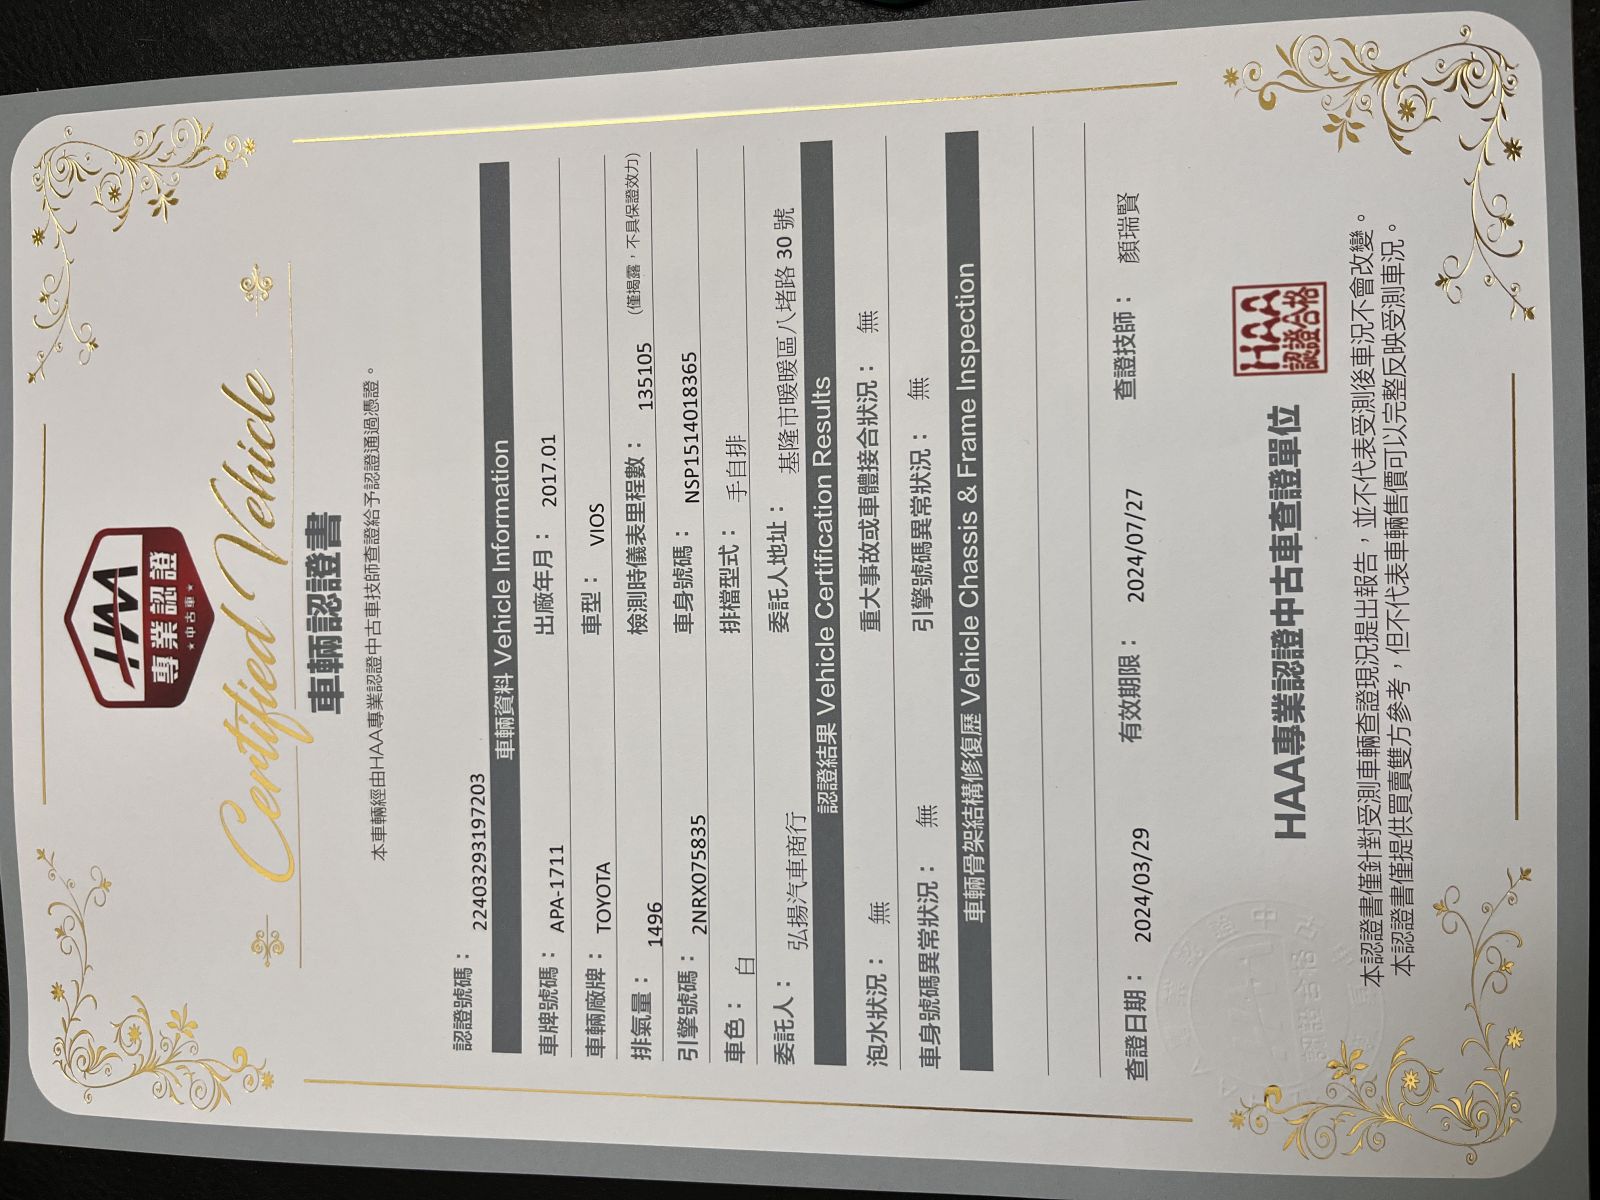 HAA
專業認證
★中古車★
Certified Vehicle
車輛認證書
本車輛經由HAA專業認證中古車技師查證給予認證通過憑證。
認證號碼： 22403293197203
車輛資料 Vehicle Information
車牌號碼： APA-1711 出廠年月： 2017.01
車輛廠牌： TOYOTA 車型： VIOS
排氣量： 1496 檢測時儀表里程數： 135105 (僅揭露，不具保證效力)
引擎號碼： 2NRX075835 車身號碼： NSP1514018365
車色： 白 排檔型式： 手自排
委託人： 弘揚汽車商行 委託人地址： 基隆市暖暖區八堵路 30 號
認證結果 Vehicle Certification Results
泡水狀況： 無 重大事故或車體接合狀況： 無
車身號碼異常狀況： 無 引擎號碼異常狀況： 無
車輛骨架結構修復歷 Vehicle Chassis & Frame Inspection
查證日期： 2024/03/29 有效期限： 2024/07/27 查證技師： 顏瑞賢
HAA專業認證中古車查證單位
HAA
認證合格
本認證書僅針對受測車輛查證現況提出報告，並不代表受測後車況不會改變。
本認證書僅提供買賣雙方參考，但不代表車輛售價可以完整反映受測車況。